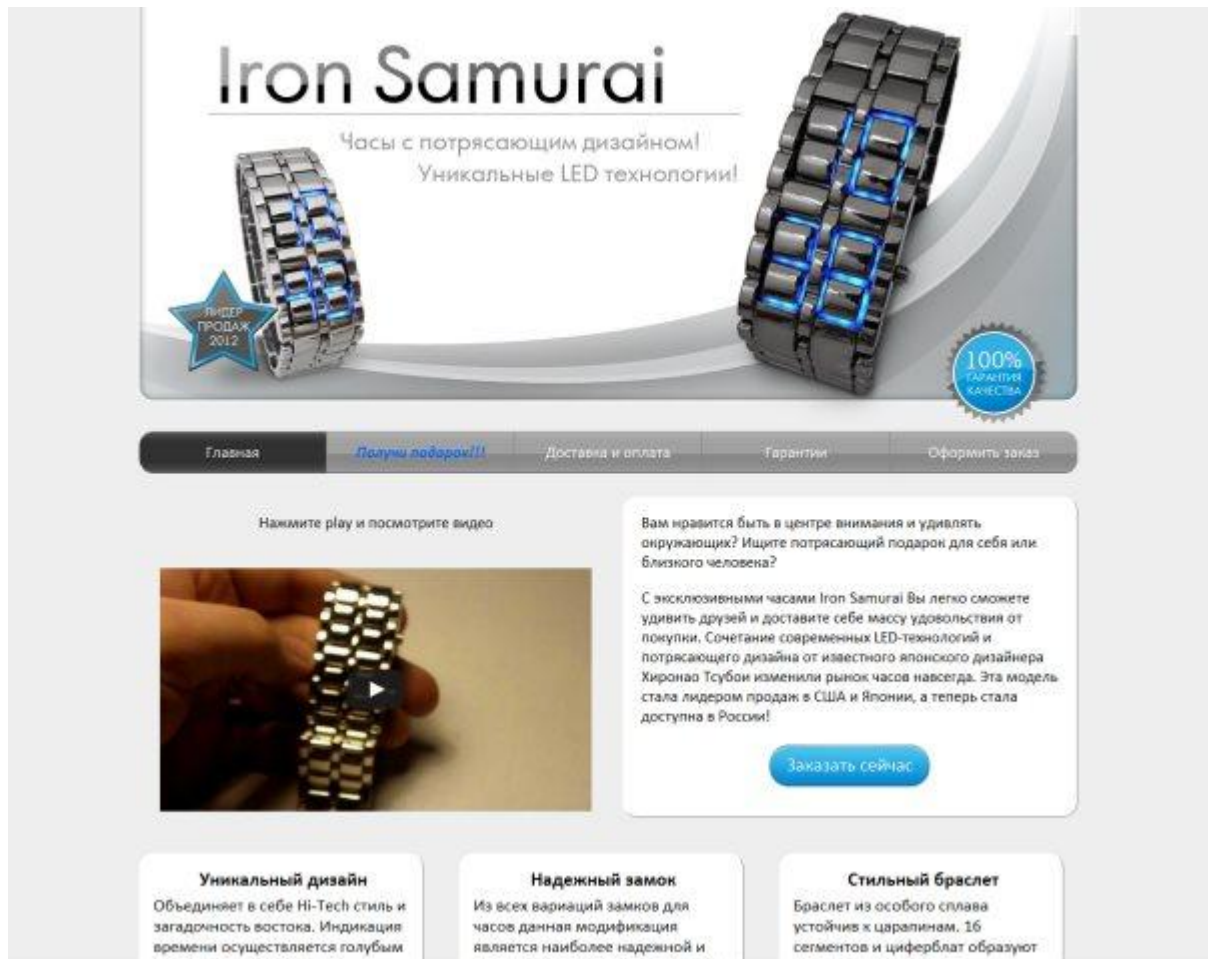 Iron Samurai
Часы с потрясающим дизайном!
Уникальные LED технологии!
ЛИДЕР
ПРОДАЖ
2012
100%
ГАРАНТИЯ
КАЧЕСТВА
Главная
Получи подарок!!!
Доставка и оплата
Гарантии
Оформить заказ
Нажмите play и посмотрите видео
Вам нравится быть в центре внимания и удивлять
окружающих? Ищите потрясающий подарок для себя или
близкого человека?
С эксклюзивными часами Iron Samurai Вы легко сможете
удивить друзей и доставите себе массу удовольствия от
покупки. Сочетание современных LED-технологий и
потрясающего дизайна от известного японского дизайнера
Хиронао Тсубои изменили рынок часов навсегда. Эта модель
стала лидером продаж в США и Японии, а теперь стала
доступна в России!
Заказать сейчас
Уникальный дизайн
Объединяет в себе Hi-Tech стиль и
загадочность востока. Индикация
времени осуществляется голубым
Надежный замок
Из всех вариаций замков для
часов данная модификация
является наиболее надежной и
Стильный браслет
Браслет из особого сплава
устойчив к царапинам. 16
сегментов и циферблат образуют